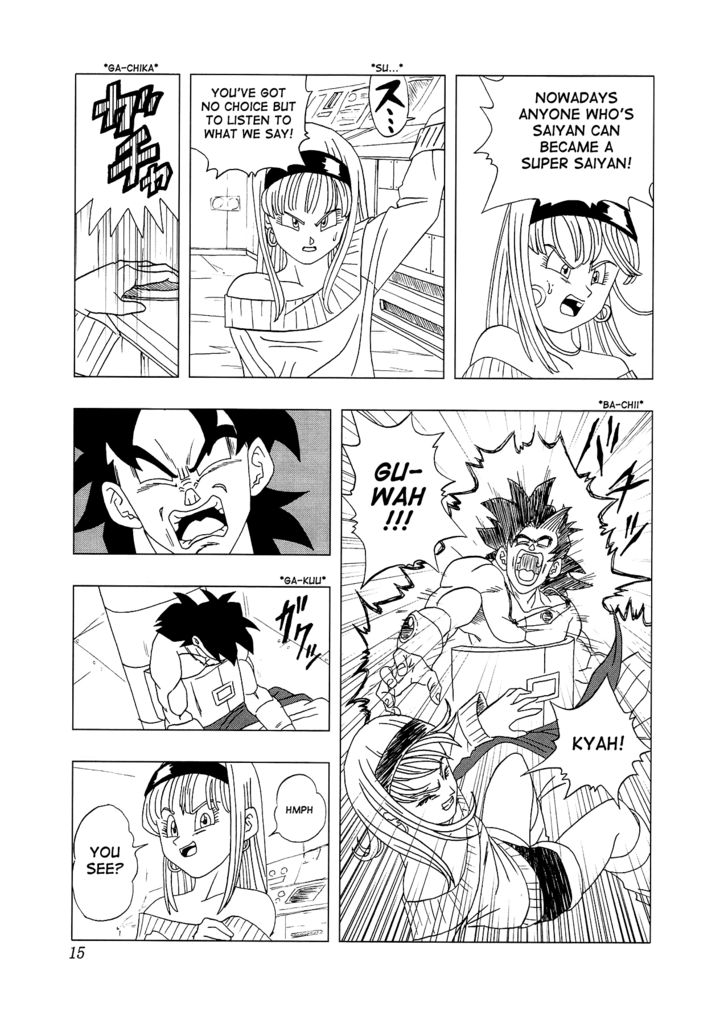 NOWADAYS
ANYONE WHO'S
SAIYAN CAN
BECAME A
SUPER SAIYAN!
*SU...*
ス…
YOU'VE GOT
NO CHOICE BUT
TO LISTEN TO
WHAT WE SAY!
*GA-CHIKA*
ガチャ
*BA-CHII*
バチィ
GU-
WAH
!!!
KYAH!
*GA-KUU*
ガクッ
HMPH
YOU
SEE?
15